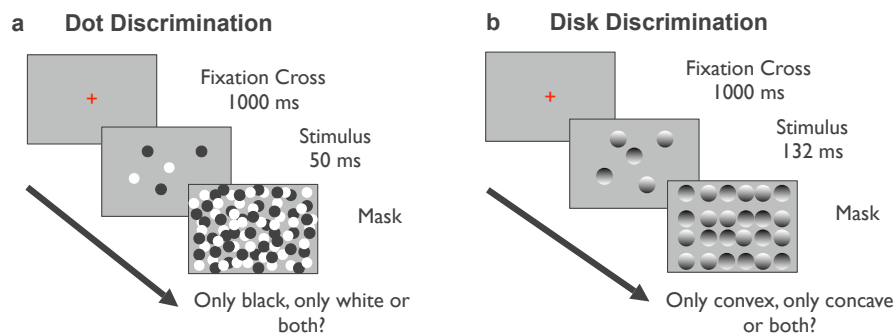 a Dot Discrimination
Fixation Cross
1000 ms
Stimulus
50 ms
Mask
Only black, only white or
both?
b Disk Discrimination
Fixation Cross
1000 ms
Stimulus
132 ms
Mask
Only convex, only concave
or both?